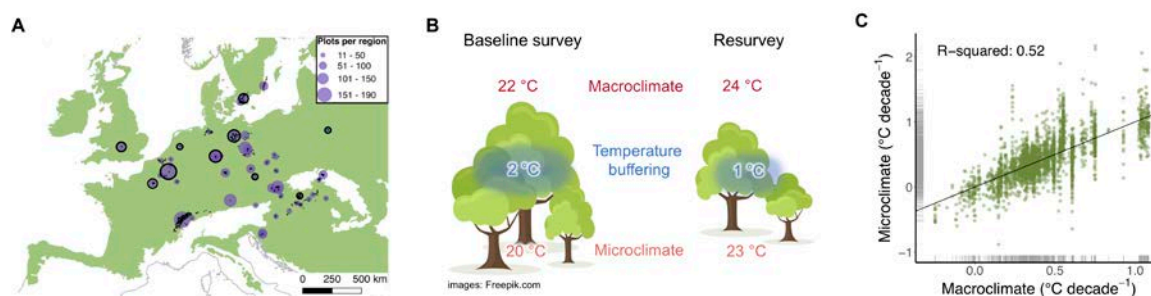 A
Plots per region
11 - 50
51 - 100
101 - 150
151 - 190
0 250 500 km
B
Baseline survey Resurvey
22 °C Macroclimate 24 °C
2 °C Temperature buffering 1 °C
20 °C Microclimate 23 °C
images: Freepik.com
C
R-squared: 0.52
Microclimate (°C decade⁻¹)
2
1
0
−1
0.0 0.5 1.0
Macroclimate (°C decade⁻¹)